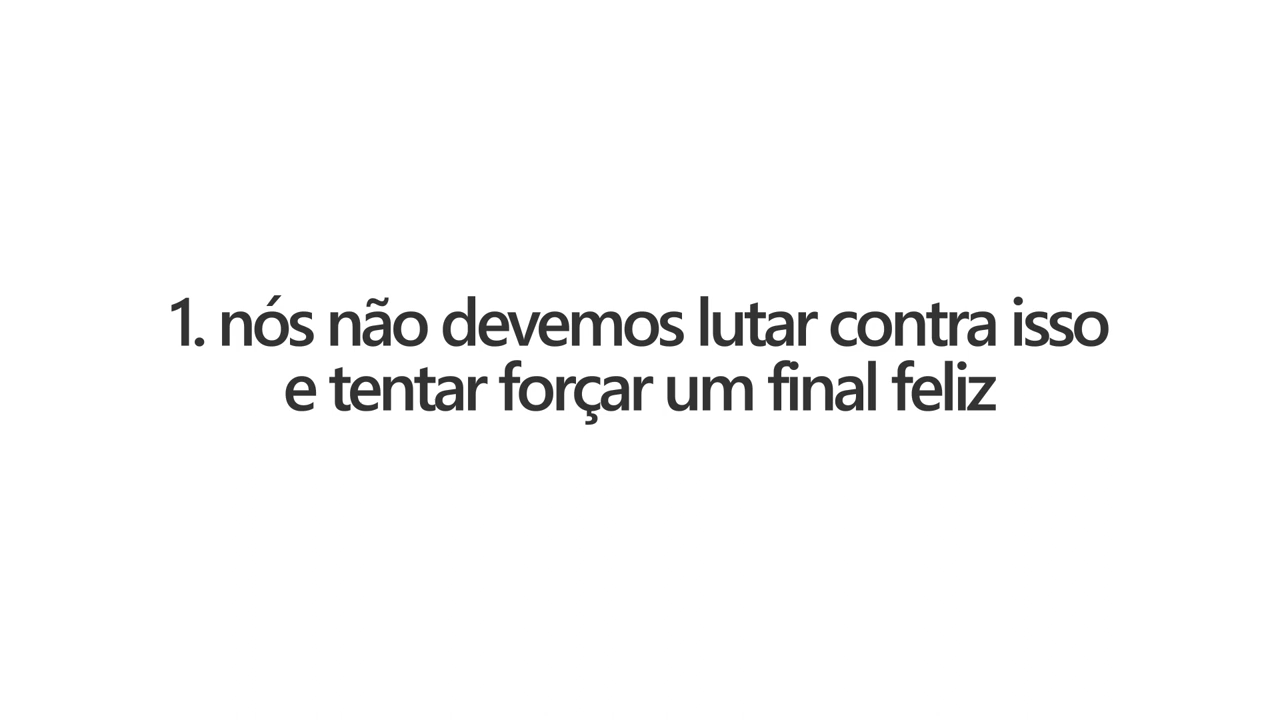 1. nós não devemos lutar contra isso
e tentar forçar um final feliz